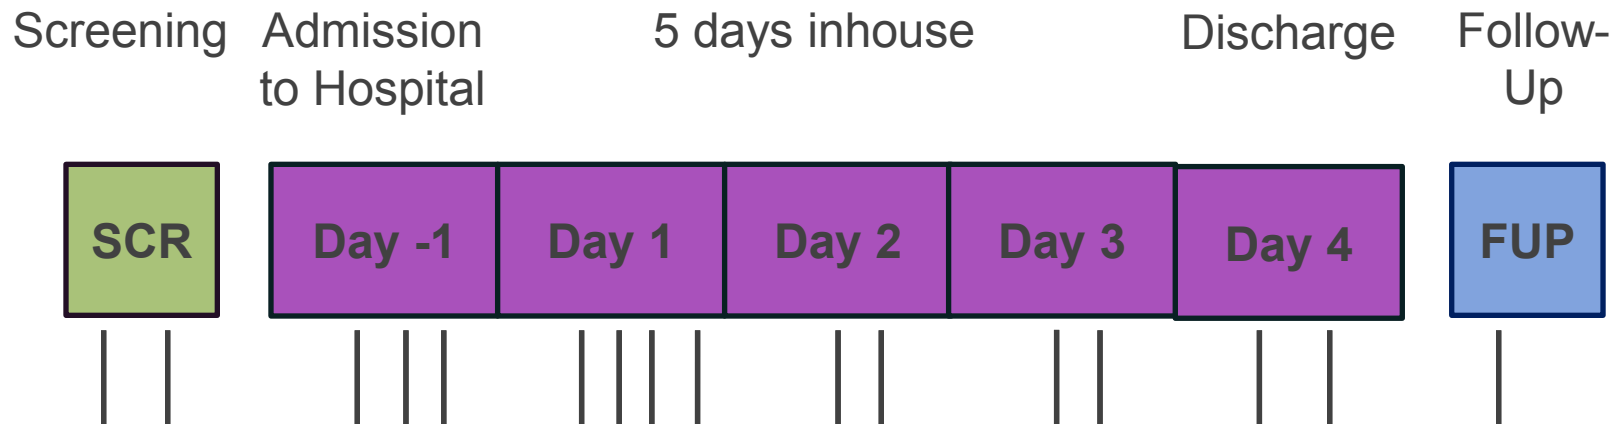 Screening
Admission
to Hospital
5 days inhouse
Discharge
Follow-
Up
SCR
Day -1
Day 1
Day 2
Day 3
Day 4
FUP